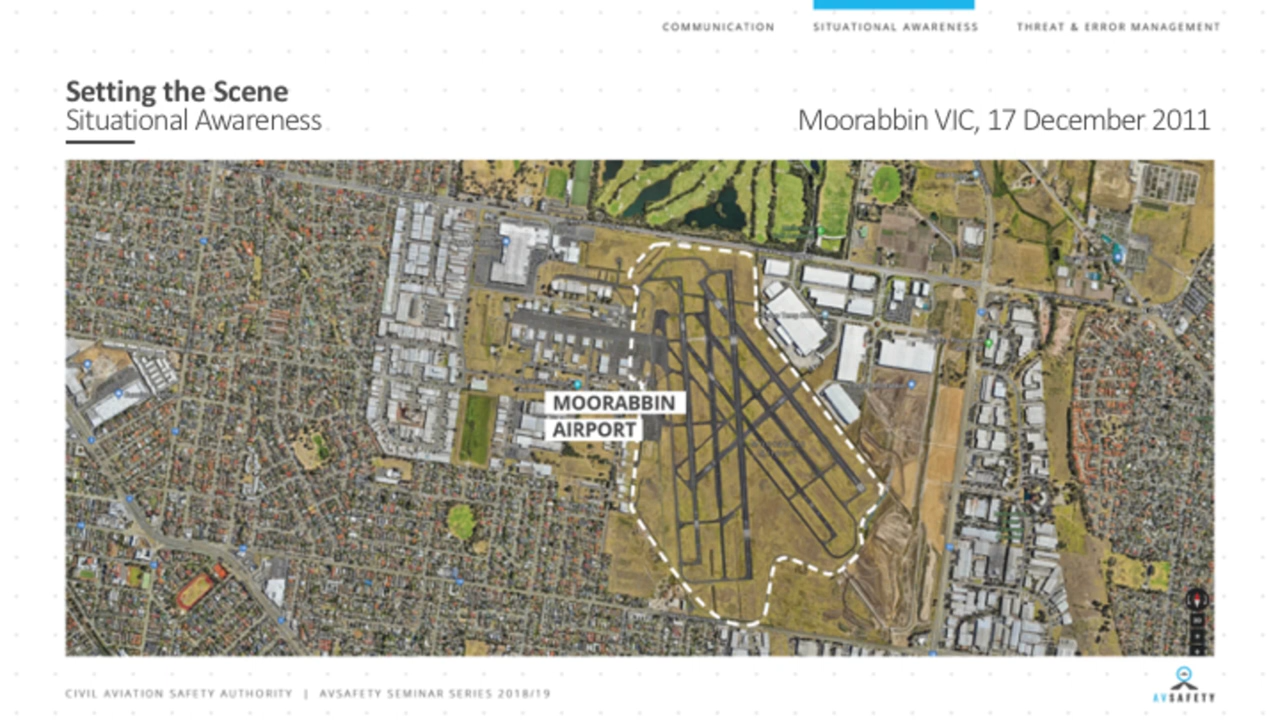 COMMUNICATION
SITUATIONAL AWARENESS
THREAT & ERROR MANAGEMENT
Setting the Scene
Situational Awareness
Moorabbin VIC, 17 December 2011
MOORABBIN
AIRPORT
CIVIL AVIATION SAFETY AUTHORITY | AVSAFETY SEMINAR SERIES 2018/19
AVSAFETY